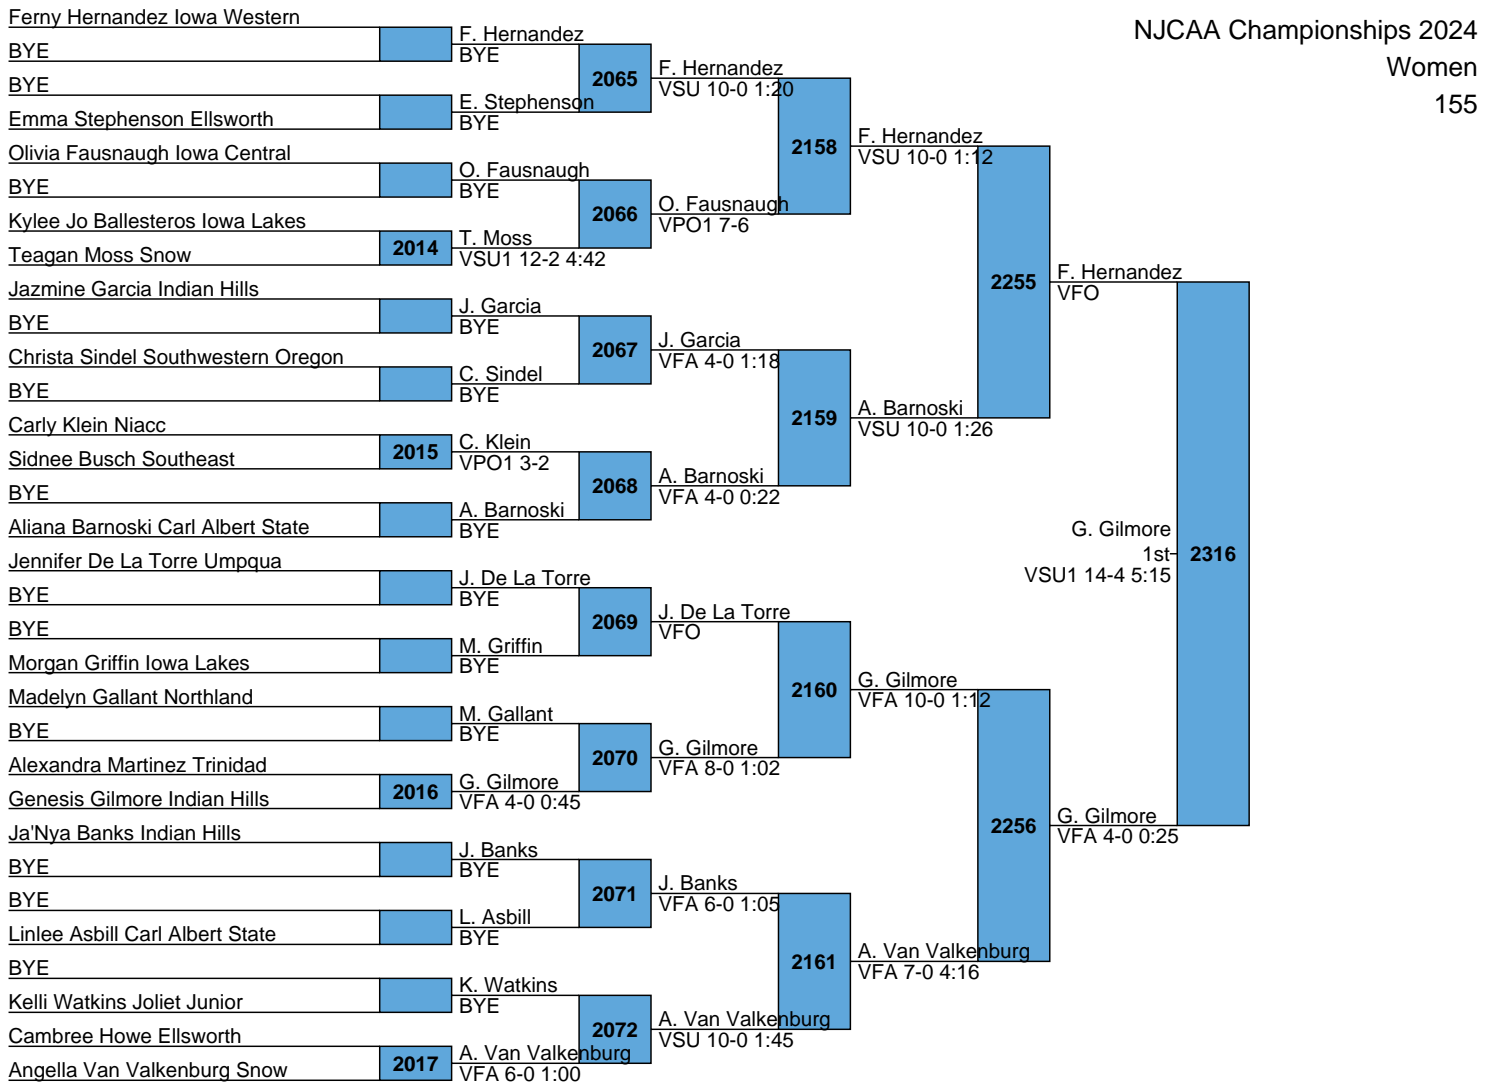 NJCAA Championships 2024
Women
155
Ferny Hernandez Iowa Western
BYE
BYE
Emma Stephenson Ellsworth
Olivia Fausnaugh Iowa Central
BYE
Kylee Jo Ballesteros Iowa Lakes
2014
Teagan Moss Snow
Jazmine Garcia Indian Hills
BYE
Christa Sindel Southwestern Oregon
BYE
Carly Klein Niacc
2015
Sidnee Busch Southeast
BYE
Aliana Barnoski Carl Albert State
Jennifer De La Torre Umpqua
BYE
BYE
Morgan Griffin Iowa Lakes
Madelyn Gallant Northland
BYE
Alexandra Martinez Trinidad
2016
Genesis Gilmore Indian Hills
Ja'Nya Banks Indian Hills
BYE
BYE
Linlee Asbill Carl Albert State
BYE
Kelli Watkins Joliet Junior
Cambree Howe Ellsworth
2017
Angella Van Valkenburg Snow
F. Hernandez
BYE
2065
E. Stephenson
BYE
O. Fausnaugh
BYE
2066
T. Moss
VSU1 12-2 4:42
J. Garcia
BYE
2067
C. Sindel
BYE
C. Klein
VPO1 3-2
2068
A. Barnoski
BYE
J. De La Torre
BYE
2069
M. Griffin
BYE
M. Gallant
BYE
2070
G. Gilmore
VFA 4-0 0:45
J. Banks
BYE
2071
L. Asbill
BYE
K. Watkins
BYE
2072
A. Van Valkenburg
VFA 6-0 1:00
F. Hernandez
VSU 10-0 1:20
2158
O. Fausnaugh
VPO1 7-6
J. Garcia
VFA 4-0 1:18
2159
A. Barnoski
VFA 4-0 0:22
J. De La Torre
VFO
2160
G. Gilmore
VFA 8-0 1:02
J. Banks
VFA 6-0 1:05
2161
A. Van Valkenburg
VSU 10-0 1:45
F. Hernandez
VSU 10-0 1:12
2255
A. Barnoski
VSU 10-0 1:26
G. Gilmore
VFA 10-0 1:12
2256
A. Van Valkenburg
VFA 7-0 4:16
F. Hernandez
VFO
G. Gilmore
1st
2316
VSU1 14-4 5:15
G. Gilmore
VFA 4-0 0:25